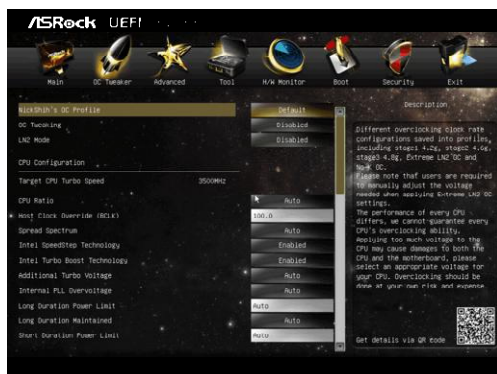 ASRock UEFI
Main
OC Tweaker
Advanced
Tool
H/W Monitor
Boot
Security
Exit
NickShih's OC Profile
Default
OC Tweaking
Disabled
LN2 Mode
Disabled
CPU Configuration
Target CPU Turbo Speed
3500MHz
CPU Ratio
Auto
Host Clock Override (BCLK)
100.0
Spread Spectrum
Auto
Intel SpeedStep Technology
Enabled
Intel Turbo Boost Technology
Enabled
Additional Turbo Voltage
Auto
Internal PLL Overvoltage
Auto
Long Duration Power Limit
Auto
Long Duration Maintained
Auto
Short Duration Power Limit
Auto
Description
Different overclocking clock rate
configurations saved into profiles,
including stage1 4.2g, stage2 4.6g,
stage3 4.8g, Extreme LN2 OC and
No-K OC.
Please note that users are required
to manually adjust the voltage
needed when applying Extreme LN2 OC
settings.
The performance of every CPU
differs, we cannot guarantee every
CPU's overclocking ability.
Applying too much voltage to the
CPU may cause damages to both the
CPU and the motherboard, please
select an appropriate voltage for
your CPU. Overclocking should be
done at your own risk and expense
Get details via QR code